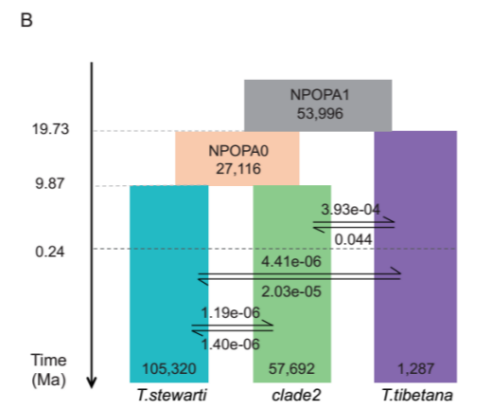 B
NPOPA1
53,996
19.73
NPOPA0
27,116
9.87
3.93e-04
0.044
0.24
4.41e-06
2.03e-05
1.19e-06
1.40e-06
Time
(Ma)
105,320
57,692
1,287
T.stewarti
clade2
T.tibetana